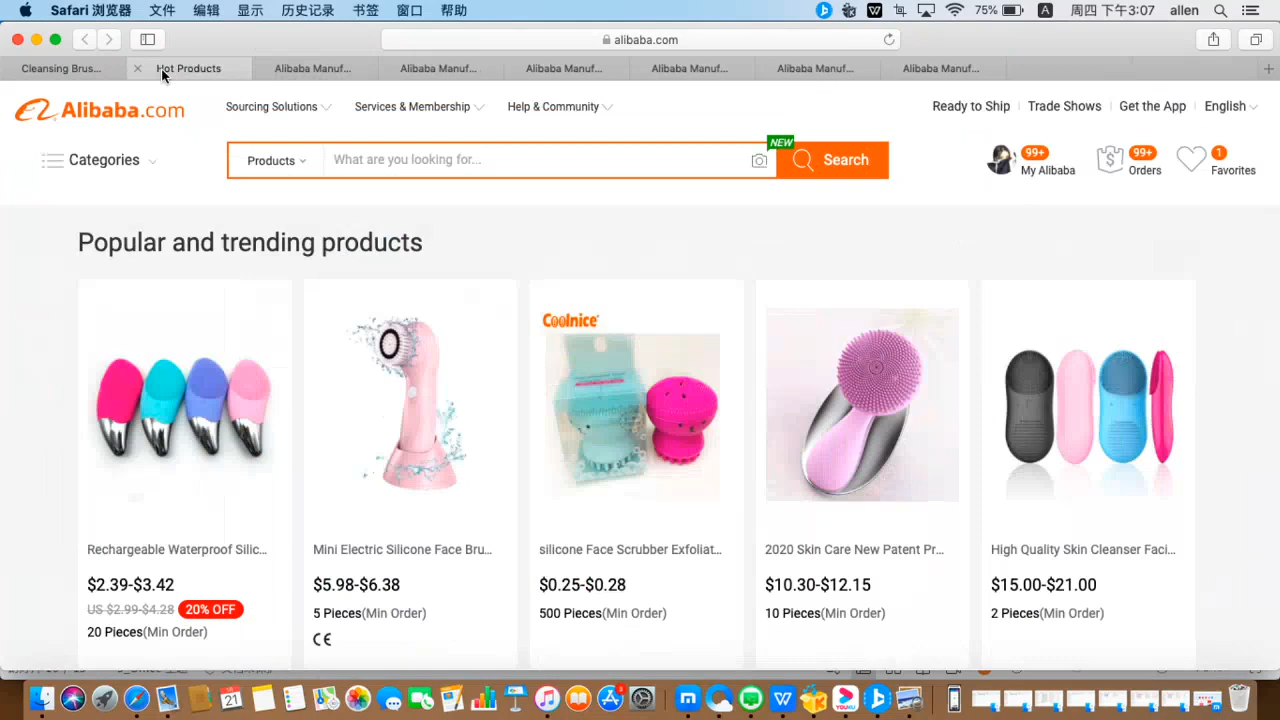 Safari 浏览器 文件 编辑 显示 历史记录 书签 窗口 帮助 75% A 周四 下午3:07 allen
alibaba.com
Cleansing Brus... Hot Products Alibaba Manuf... Alibaba Manuf... Alibaba Manuf... Alibaba Manuf... Alibaba Manuf... Alibaba Manuf...
Alibaba.com Sourcing Solutions Services & Membership Help & Community Ready to Ship Trade Shows Get the App English
NEW
Categories Products What are you looking for... Search
99+ 99+ 1
My Alibaba Orders Favorites
Popular and trending products
Coolnice
Rechargeable Waterproof Silic... Mini Electric Silicone Face Bru... silicone Face Scrubber Exfoliat... 2020 Skin Care New Patent Pr... High Quality Skin Cleanser Faci...
$2.39-$3.42 $5.98-$6.38 $0.25-$0.28 $10.30-$12.15 $15.00-$21.00
US $2.99-$4.28 20% OFF 5 Pieces(Min Order) 500 Pieces(Min Order) 10 Pieces(Min Order) 2 Pieces(Min Order)
20 Pieces(Min Order) CE
21
YOUKU